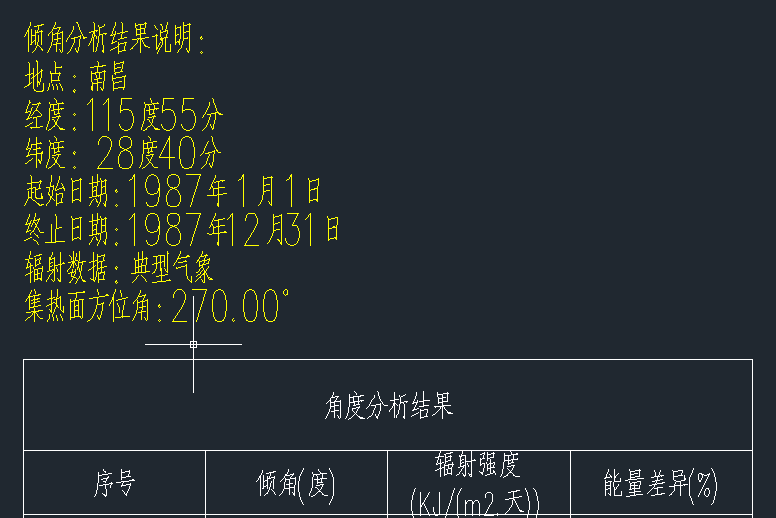 倾角分析结果说明:
地点: 南昌
经度:115度55分
纬度: 28度40分
起始日期:1987年 1月 1日
终止日期:1987年12月31日
辐射数据: 典型气象
集热面方位角:270.00°
角度分析结果
序号 倾角(度) 辐射强度 能量差异(%)
(KJ/(m2.天))